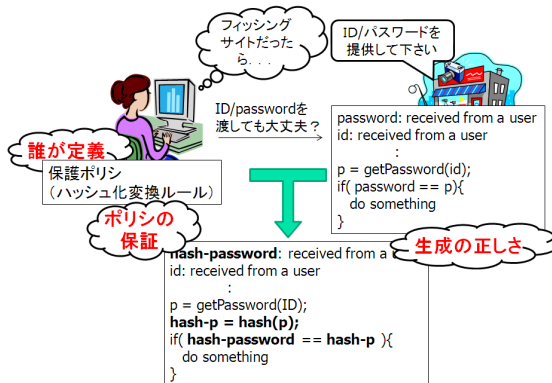 フィッシング
サイトだった
ら．．．
ID/パスワードを
提供して下さい
ID/passwordを
渡しても大丈夫？
password: received from a user
id: received from a user
:
p = getPassword(id);
if( password == p){
do something
}
誰が定義
保護ポリシ
（ハッシュ化変換ルール）
ポリシの
保証
生成の正しさ
hash-password: received from a
id: received from a user
:
p = getPassword(ID);
hash-p = hash(p);
if( hash-password == hash-p ){
do something
}